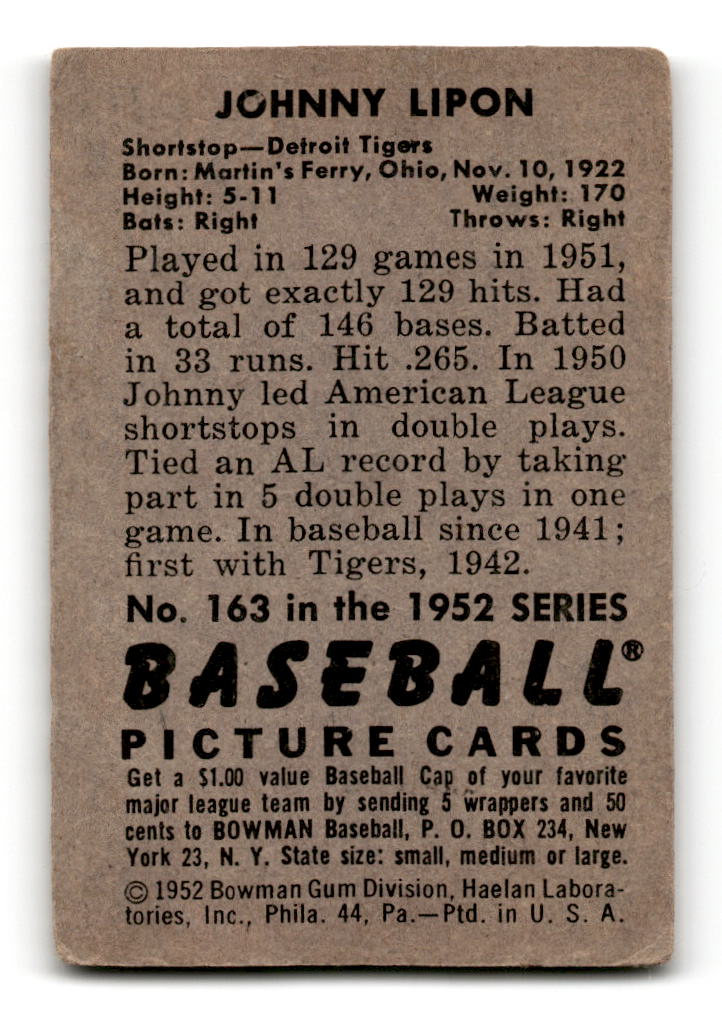 JOHNNY LIPON
Shortstop—Detroit Tigers
Born: Martin's Ferry, Ohio, Nov. 10, 1922
Height: 5-11 Weight: 170
Bats: Right Throws: Right
Played in 129 games in 1951,
and got exactly 129 hits. Had
a total of 146 bases. Batted
in 33 runs. Hit .265. In 1950
Johnny led American League
shortstops in double plays.
Tied an AL record by taking
part in 5 double plays in one
game. In baseball since 1941;
first with Tigers, 1942.
No. 163 in the 1952 SERIES
BASEBALL®
PICTURE CARDS
Get a $1.00 value Baseball Cap of your favorite
major league team by sending 5 wrappers and 50
cents to BOWMAN Baseball, P. O. BOX 234, New
York 23, N. Y. State size: small, medium or large.
© 1952 Bowman Gum Division, Haelan Labora-
tories, Inc., Phila. 44, Pa.—Ptd. in U. S. A.